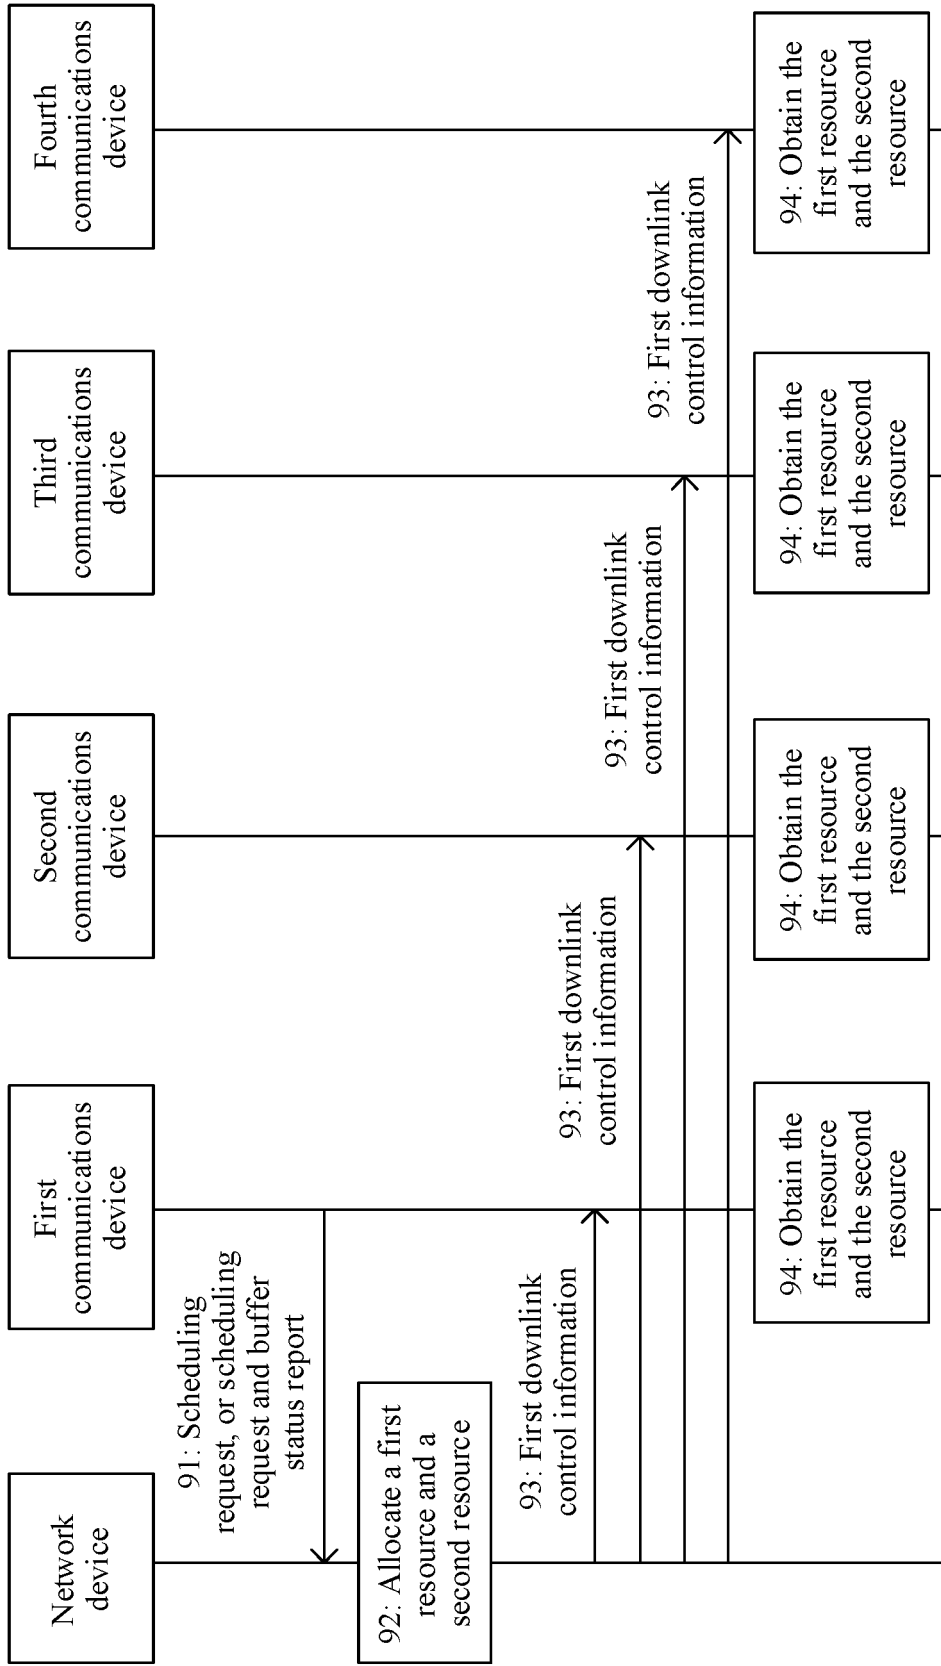 Network
device
First
communications
device
Second
communications
device
Third
communications
device
Fourth
communications
device
91: Scheduling
request, or scheduling
request and buffer
status report
92: Allocate a first
resource and a
second resource
93: First downlink
control information
93: First downlink
control information
93: First downlink
control information
93: First downlink
control information
94: Obtain the
first resource
and the second
resource
94: Obtain the
first resource
and the second
resource
94: Obtain the
first resource
and the second
resource
94: Obtain the
first resource
and the second
resource